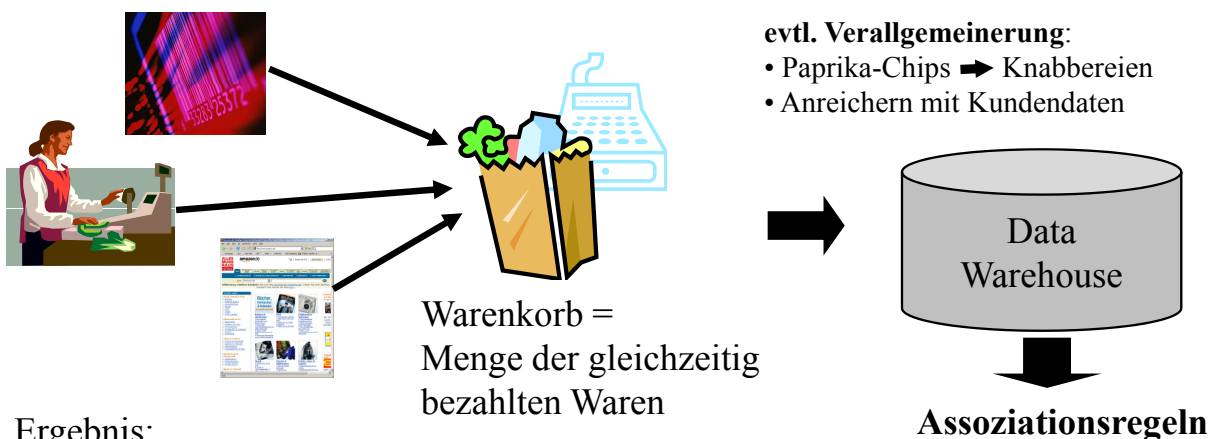 evtl. Verallgemeinerung:
• Paprika-Chips ➡ Knabbereien
• Anreichern mit Kundendaten
Data
Warehouse
Warenkorb =
Menge der gleichzeitig
bezahlten Waren
Assoziationsregeln
Ergebnis: